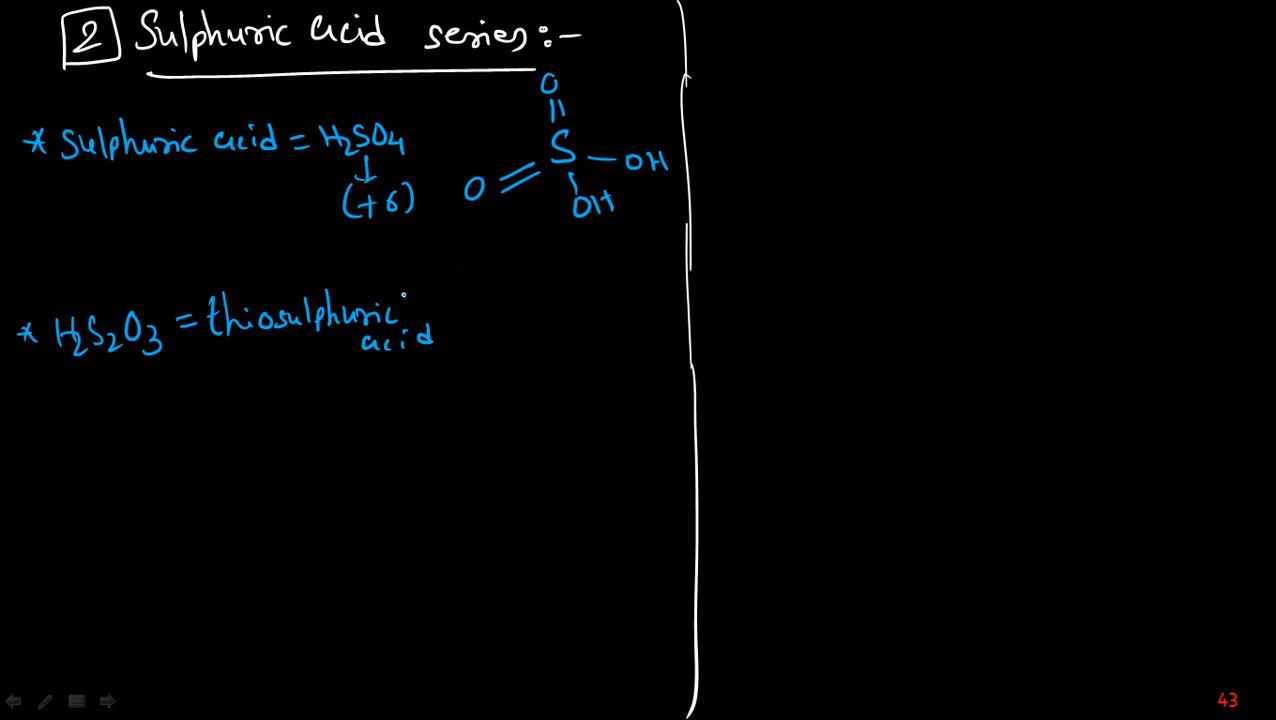 2 Sulphuric acid series:-
* Sulphuric acid = H2SO4
(+6)
O
||
S - OH
O =
OH
* H2S2O3 = thiosulphuric
acid
43